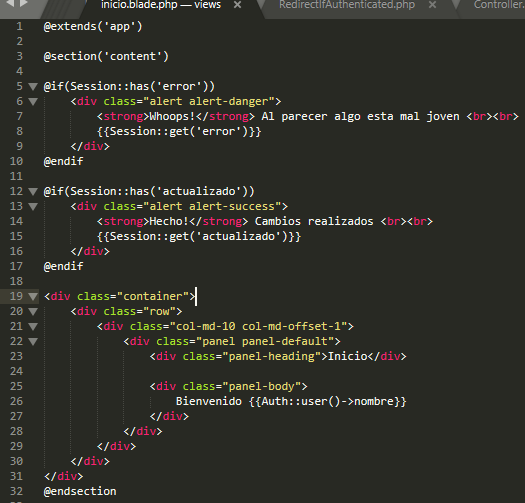 inicio.blade.php — views × RedirectIfAuthenticated.php × Controller.
1 @extends('app')
2
3 @section('content')
4
5 @if(Session::has('error'))
6 <div class="alert alert-danger">
7 <strong>Whoops!</strong> Al parecer algo esta mal joven <br><br>
8 {{Session::get('error')}}
9 </div>
10 @endif
11
12 @if(Session::has('actualizado'))
13 <div class="alert alert-success">
14 <strong>Hecho!</strong> Cambios realizados <br><br>
15 {{Session::get('actualizado')}}
16 </div>
17 @endif
18
19 <div class="container">
20 <div class="row">
21 <div class="col-md-10 col-md-offset-1">
22 <div class="panel panel-default">
23 <div class="panel-heading">Inicio</div>
24
25 <div class="panel-body">
26 Bienvenido {{Auth::user()->nombre}}
27 </div>
28 </div>
29 </div>
30 </div>
31 </div>
32 @endsection